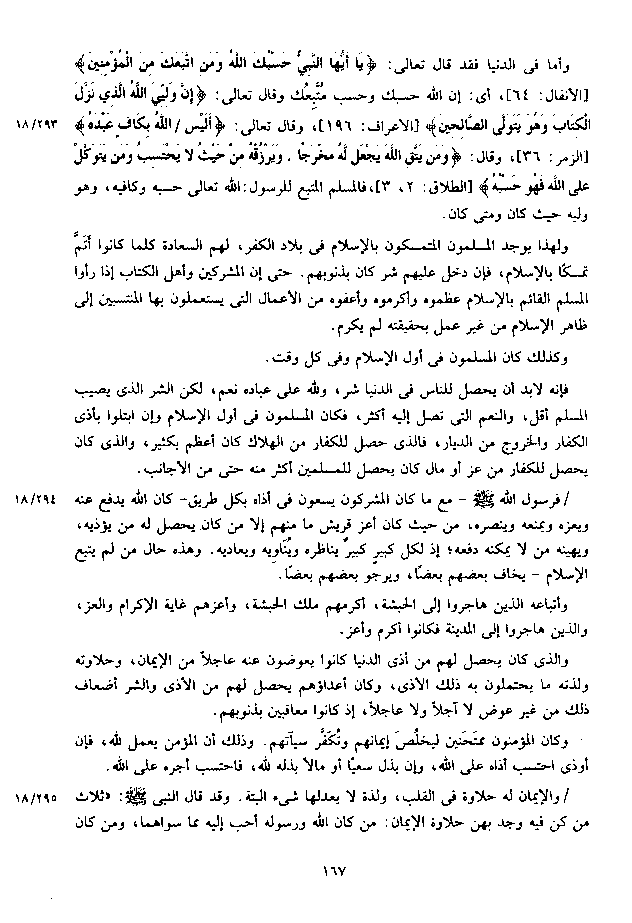 وأما فى الدنيا فقد قال تعالى: ﴿يَا أَيُّهَا النَّبِيُّ حَسْبُكَ اللَّهُ وَمَنِ اتَّبَعَكَ مِنَ الْمُؤْمِنِينَ﴾
[الأنفال: ٦٤]، أى: إن الله حسبك وحسب مُتَّبِعك وقال تعالى: ﴿إِنَّ وَلِيِّيَ اللَّهُ الَّذِي نَزَّلَ
الْكِتَابَ وَهُوَ يَتَوَلَّى الصَّالِحِينَ﴾ [الأعراف: ١٩٦]، وقال تعالى: ﴿أَلَيْسَ / اللَّهُ بِكَافٍ عَبْدَهُ﴾ ١٨/٢٩٣
[الزمر: ٣٦]، وقال: ﴿وَمَن يَتَّقِ اللَّهَ يَجْعَل لَّهُ مَخْرَجًا . وَيَرْزُقْهُ مِنْ حَيْثُ لا يَحْتَسِبُ وَمَن يَتَوَكَّلْ
عَلَى اللَّهِ فَهُوَ حَسْبُهُ﴾ [الطلاق: ٢، ٣]،فالمسلم المتبع للرسول:الله تعالى حسبه وكافيه، وهو
وليه حيث كان ومتى كان.
ولهذا يوجد المسلمون المتمسكون بالإسلام فى بلاد الكفر، لهم السعادة كلما كانوا أتَمَّ
تمسكًا بالإسلام، فإن دخل عليهم شر كان بذنوبهم. حتى إن المشركين وأهل الكتاب إذا رأوا
المسلم القائم بالإسلام عظموه وأكرموه وأعفوه من الأعمال التى يستعملون بها المنتسبين إلى
ظاهر الإسلام من غير عمل بحقيقته لم يكرم.
وكذلك كان المسلمون فى أول الإسلام وفى كل وقت.
فإنه لابد أن يحصل للناس فى الدنيا شر، ولله على عباده نعم، لكن الشر الذى يصيب
المسلم أقل، والنعم التى تصل إليه أكثر، فكان المسلمون فى أول الإسلام وإن ابتلوا بأذى
الكفار والخروج من الديار، فالذى حصل للكفار من الهلاك كان أعظم بكثير، والذى كان
يحصل للكفار من عز أو مال كان يحصل للمسلمين أكثر منه حتى من الأجانب.
/ فرسول الله ﷺ - مع ما كان المشركون يسعون فى أذاه بكل طريق- كان الله يدفع عنه ١٨/٢٩٤
ويعزه ويمنعه وينصره، من حيث كان أعز قريش ما منهم إلا من كان يحصل له من يؤذيه،
ويهينه من لا يمكنه دفعه؛ إذ لكل كبيرٍ كبيرٌ يناظره ويُنَاوِيه ويعاديه. وهذه حال من لم يتبع
الإسلام - يخاف بعضهم بعضًا، ويرجو بعضهم بعضًا.
وأتباعه الذين هاجروا إلى الحبشة، أكرمهم ملك الحبشة، وأعزهم غاية الإكرام والعز،
والذين هاجروا إلى المدينة فكانوا أكرم وأعز.
والذى كان يحصل لهم من أذى الدنيا كانوا يعوضون عنه عاجلاً من الإيمان، وحلاوته
ولذته ما يحتملون به ذلك الأذى، وكان أعداؤهم يحصل لهم من الأذى والشر أضعاف
ذلك من غير عوض لا آجلاً ولا عاجلاً، إذ كانوا معاقبين بذنوبهم.
وكان المؤمنون ممتَحَنين ليخلُصَ إيمانهم وتُكَفَّر سيآتهم. وذلك أن المؤمن يعمل لله، فإن
أوذى احتسب أذاه على الله، وإن بذل سعيًا أو مالاً بذله لله، فاحتسب أجره على الله.
/ والإيمان له حلاوة فى القلب، ولذة لا يعدلها شىء البتة. وقد قال النبى ﷺ: «ثلاث ١٨/٢٩٥
من كن فيه وجد بهن حلاوة الإيمان: من كان الله ورسوله أحب إليه مما سواهما، ومن كان
١٦٧